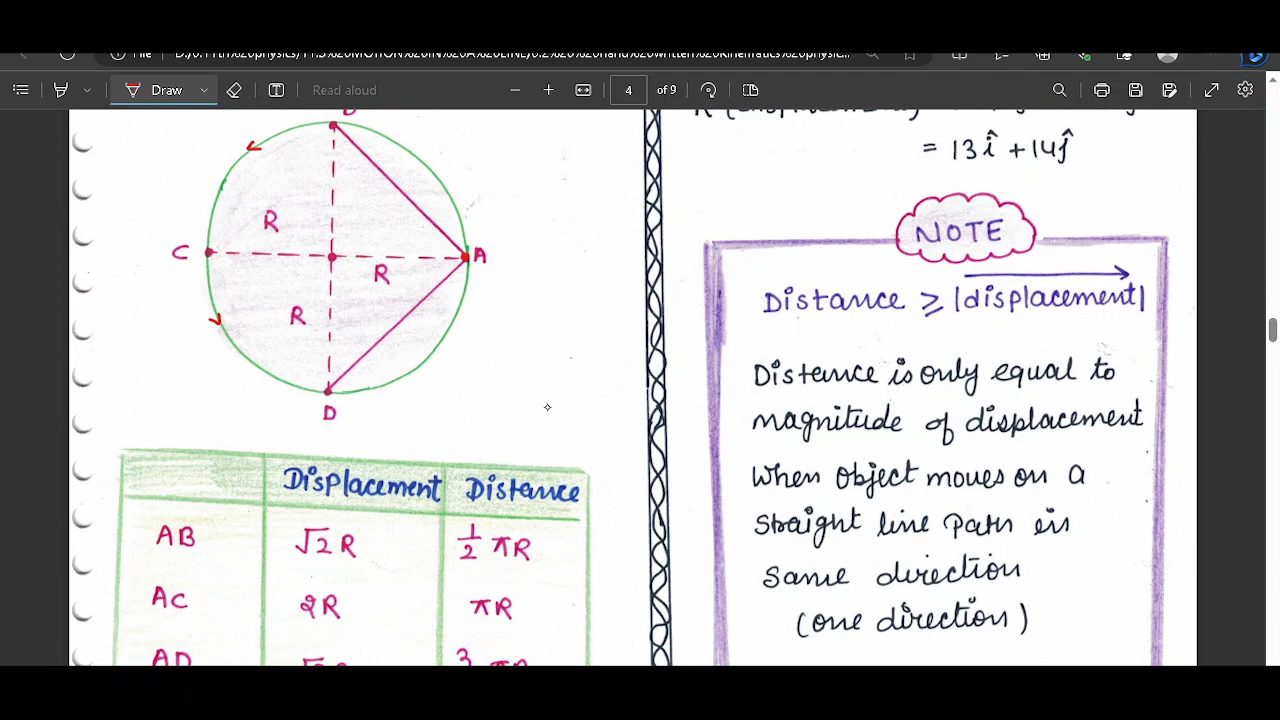 File
Draw
Read aloud
4
of 9
C
R
R
A
R
D
Displacement Distance
AB √2 R 1/2 πR
AC 2R πR
AD
= 13î + 14ĵ
NOTE
Distance ≥ |displacement|
Distance is only equal to
magnitude of displacement
When object moves on a
straight line path in
same direction
(one direction)